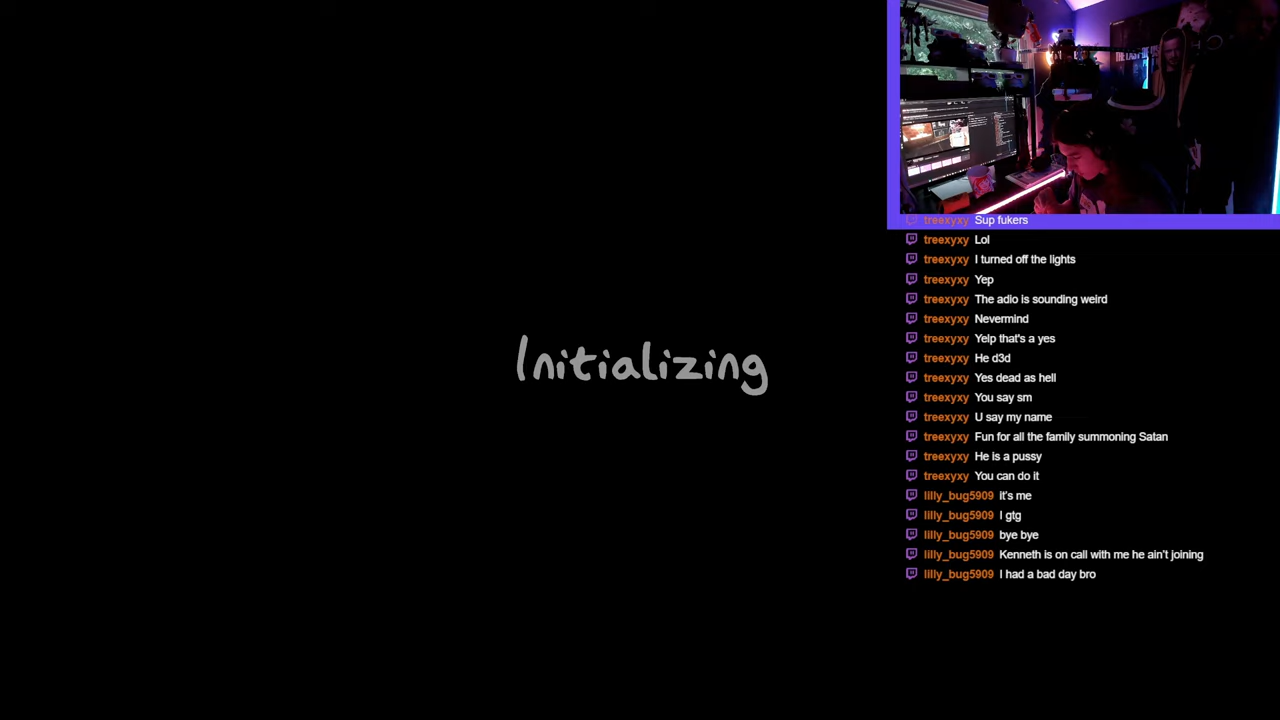 treexyxy Sup fukers
treexyxy Lol
treexyxy I turned off the lights
treexyxy Yep
treexyxy The adio is sounding weird
treexyxy Nevermind
treexyxy Yelp that's a yes
treexyxy He d3d
treexyxy Yes dead as hell
treexyxy You say sm
treexyxy U say my name
treexyxy Fun for all the family summoning Satan
treexyxy He is a pussy
treexyxy You can do it
lilly_bug5909 it's me
lilly_bug5909 I gtg
lilly_bug5909 bye bye
lilly_bug5909 Kenneth is on call with me he ain't joining
lilly_bug5909 I had a bad day bro
Initializing